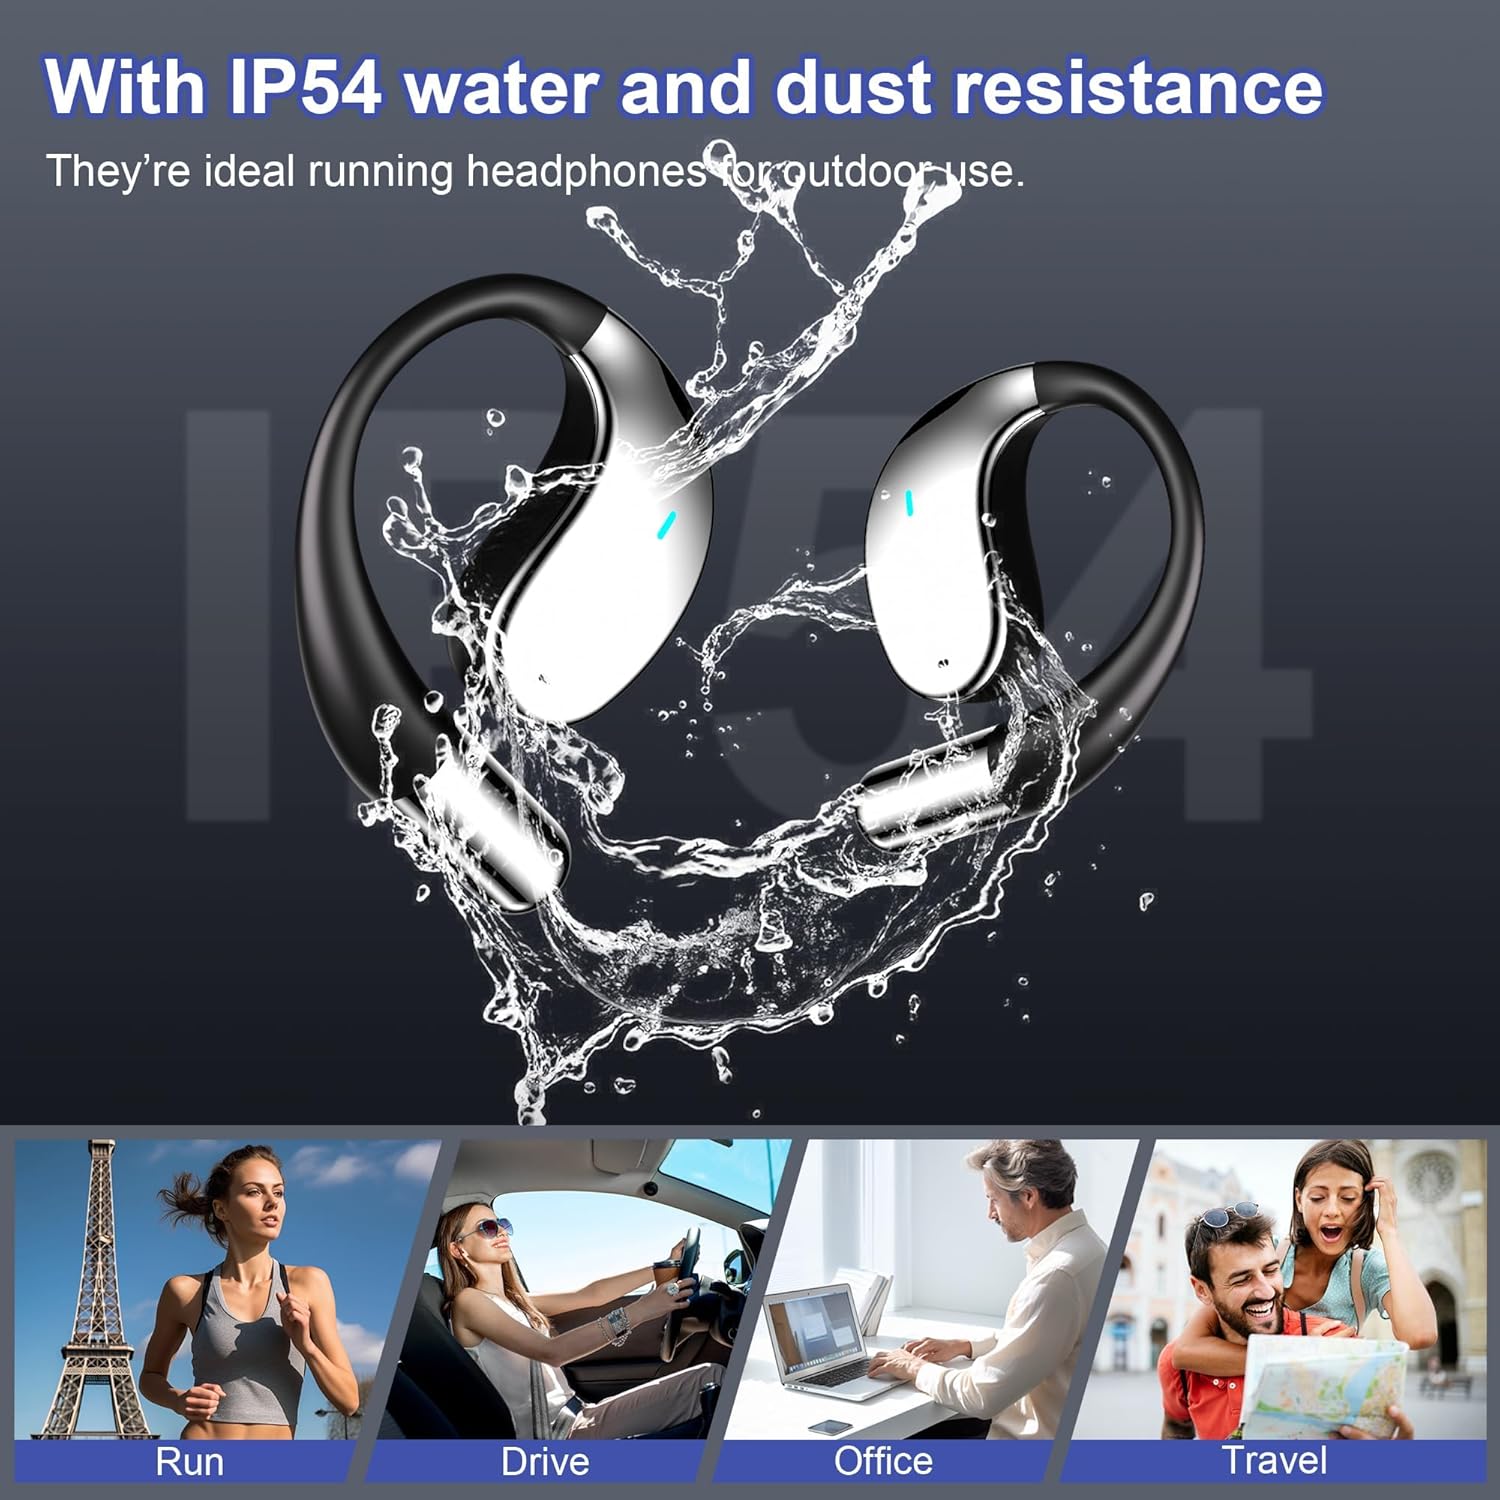 With IP54 water and dust resistance
They’re ideal running headphones for outdoor use.
IP54
Run
Drive
Office
Travel